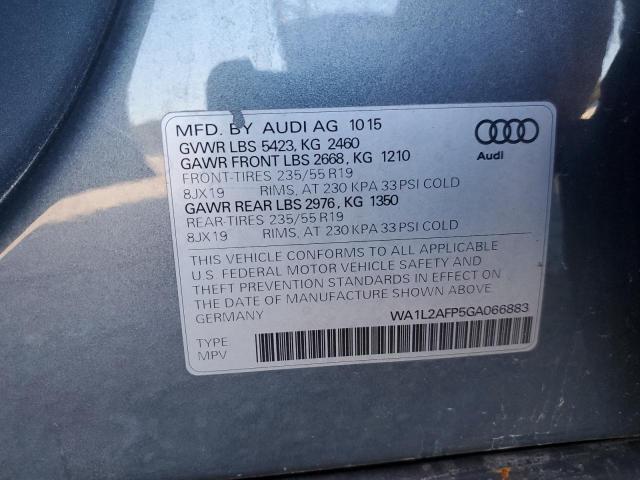 MFD. BY AUDI AG 10 15
GVWR LBS 5423, KG 2460
GAWR FRONT LBS 2668, KG 1210
FRONT-TIRES 235/55 R19
8JX19 RIMS, AT 230 KPA 33 PSI COLD
GAWR REAR LBS 2976, KG 1350
REAR-TIRES 235/55 R19
8JX19 RIMS, AT 230 KPA 33 PSI COLD
Audi
THIS VEHICLE CONFORMS TO ALL APPLICABLE
U.S. FEDERAL MOTOR VEHICLE SAFETY AND
THEFT PREVENTION STANDARDS IN EFFECT ON
THE DATE OF MANUFACTURE SHOWN ABOVE
GERMANY WA1L2AFP5GA066883
TYPE
MPV